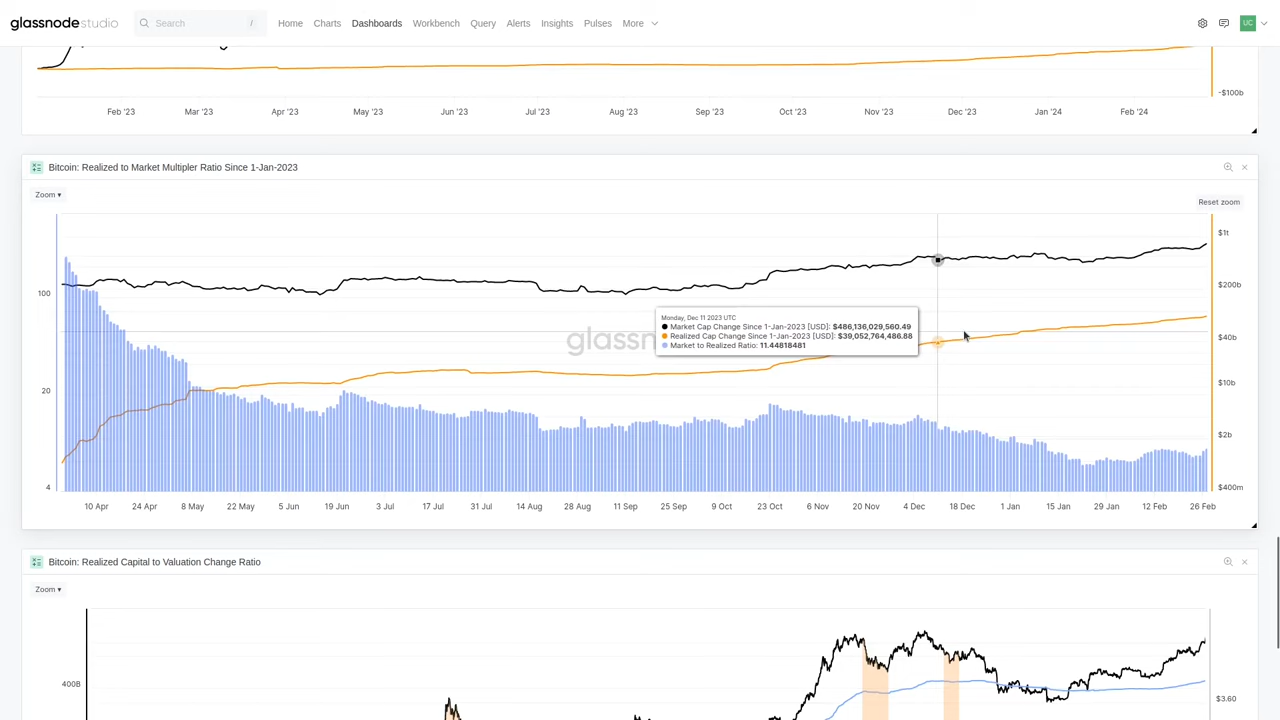 glassnodestudio Search / Home Charts Dashboards Workbench Query Alerts Insights Pulses More UC
-$100b
Feb '23 Mar '23 Apr '23 May '23 Jun '23 Jul '23 Aug '23 Sep '23 Oct '23 Nov '23 Dec '23 Jan '24 Feb '24
Bitcoin: Realized to Market Multipler Ratio Since 1-Jan-2023
Zoom ▾
Reset zoom
$1t
100
$200b
glassn
Monday, Dec 11 2023 UTC
Market Cap Change Since 1-Jan-2023 [USD]: $486,136,029,560.49
Realized Cap Change Since 1-Jan-2023 [USD]: $39,052,764,486.88
Market to Realized Ratio: 11.44818481
$40b
20
$10b
$2b
4
$400m
10 Apr 24 Apr 8 May 22 May 5 Jun 19 Jun 3 Jul 17 Jul 31 Jul 14 Aug 28 Aug 11 Sep 25 Sep 9 Oct 23 Oct 6 Nov 20 Nov 4 Dec 18 Dec 1 Jan 15 Jan 29 Jan 12 Feb 26 Feb
Bitcoin: Realized Capital to Valuation Change Ratio
Zoom ▾
400B
$3.60